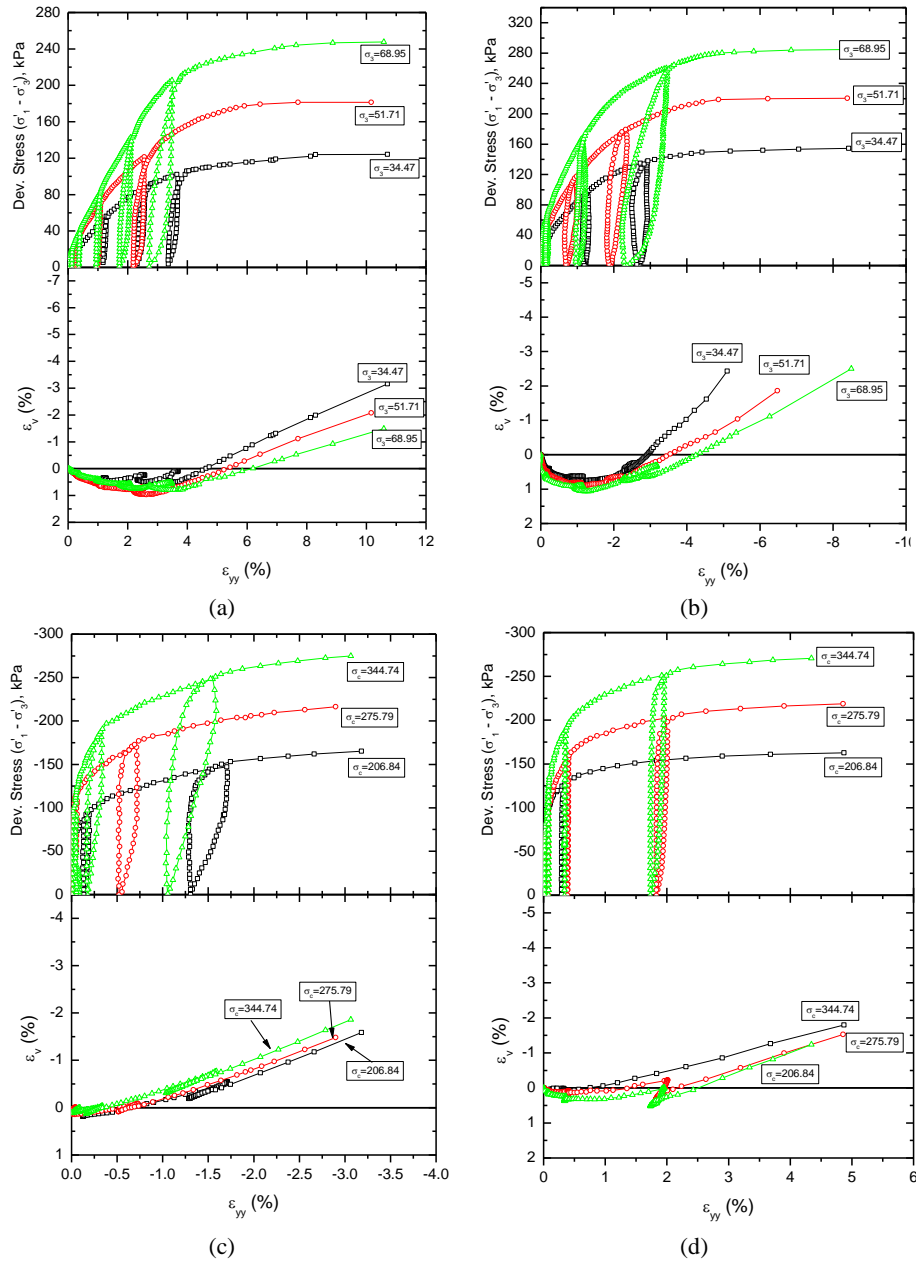 240
200
160
120
80
40
0
Dev. Stress (σ'₁ - σ'₃), kPa
σ₃=68.95
σ₃=51.71
σ₃=34.47
-7
-6
-5
-4
-3
-2
-1
0
1
2
εᵥ (%)
σ₃=34.47
σ₃=51.71
σ₃=68.95
0 2 4 6 8 10 12
εyy (%)
(a)
320
280
240
200
160
120
80
40
0
Dev. Stress (σ'₁ - σ'₃), kPa
σ₃=68.95
σ₃=51.71
σ₃=34.47
-5
-4
-3
-2
-1
0
1
2
εᵥ (%)
σ₃=34.47
σ₃=51.71
σ₃=68.95
0 -2 -4 -6 -8 -10
εyy (%)
(b)
-300
-250
-200
-150
-100
-50
0
Dev. Stress (σ'₁ - σ'₃), kPa
σc=344.74
σc=275.79
σc=206.84
-4
-3
-2
-1
0
1
εᵥ (%)
σc=344.74
σc=275.79
σc=206.84
0.0 -0.5 -1.0 -1.5 -2.0 -2.5 -3.0 -3.5 -4.0
εyy (%)
(c)
-300
-250
-200
-150
-100
-50
0
Dev. Stress (σ'₁ - σ'₃), kPa
σc=344.74
σc=275.79
σc=206.84
-5
-4
-3
-2
-1
0
1
2
εᵥ (%)
σc=344.74
σc=275.79
σc=206.84
0 1 2 3 4 5 6
εyy (%)
(d)